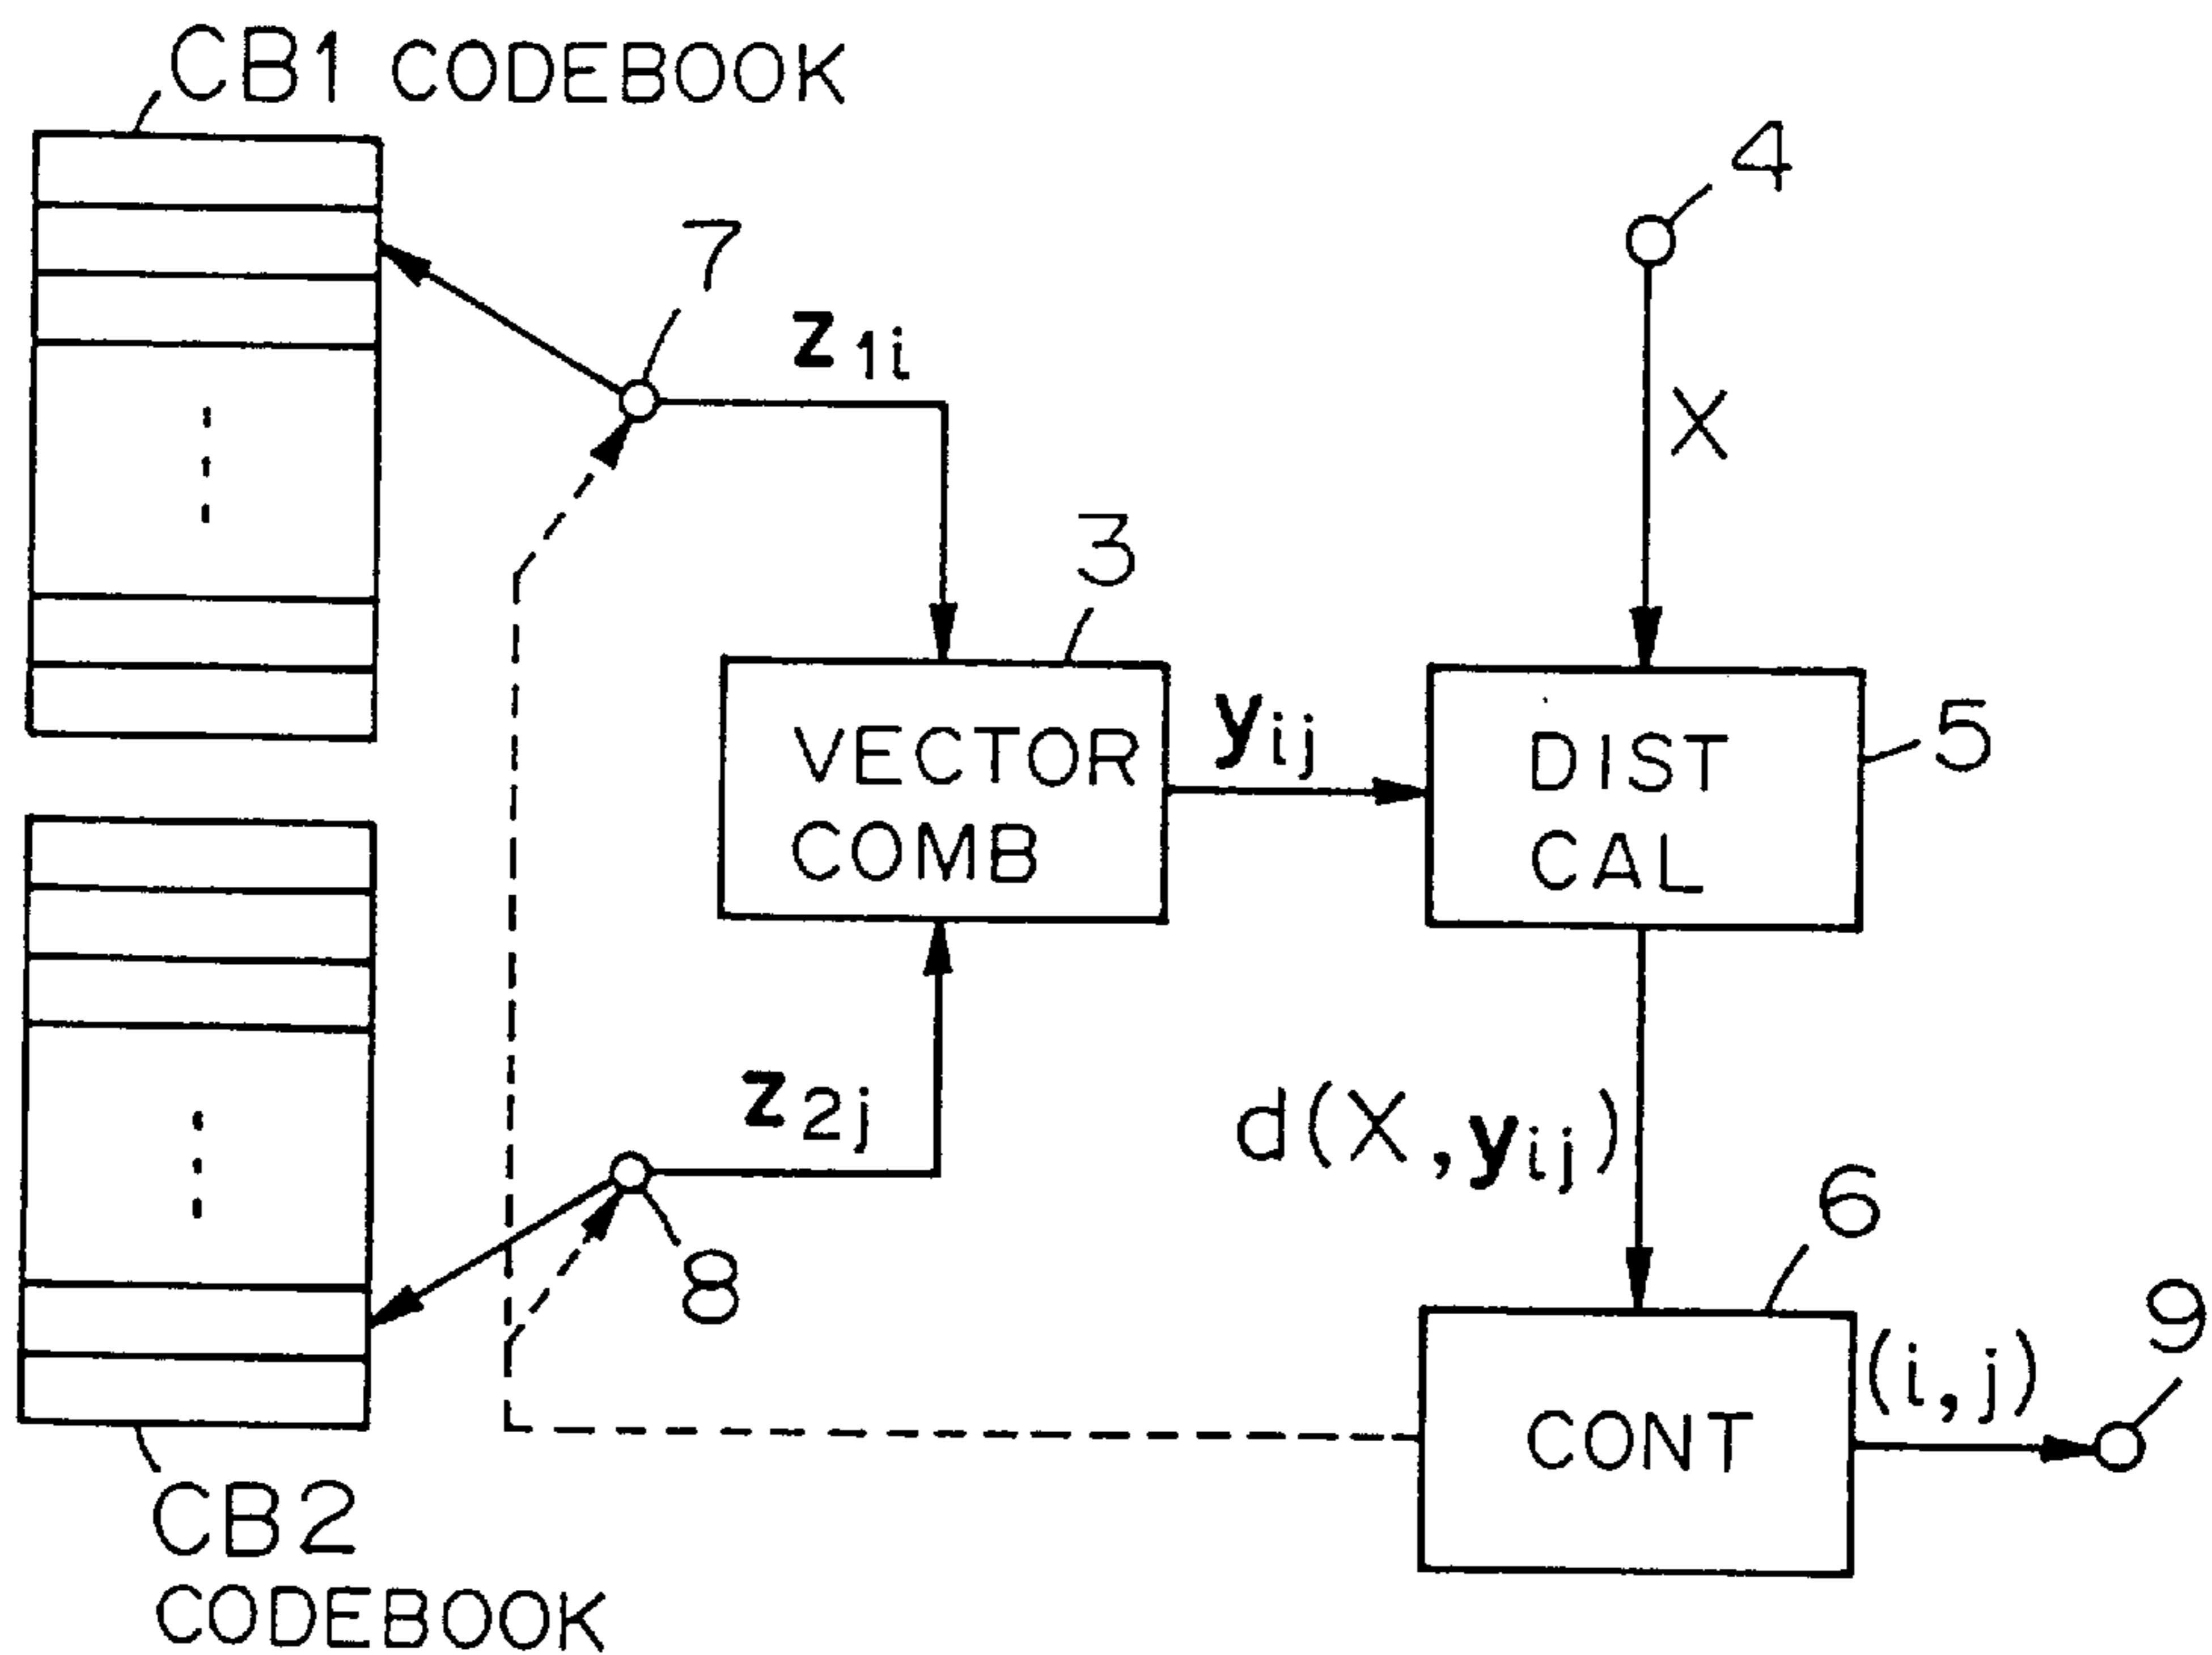 CB1 CODEBOOK
4
7
z1i
X
3
VECTOR
COMB
yij
DIST
CAL
5
z2j
d(X,yij)
8
6
CONT
(i,j)
9
CB2
CODEBOOK